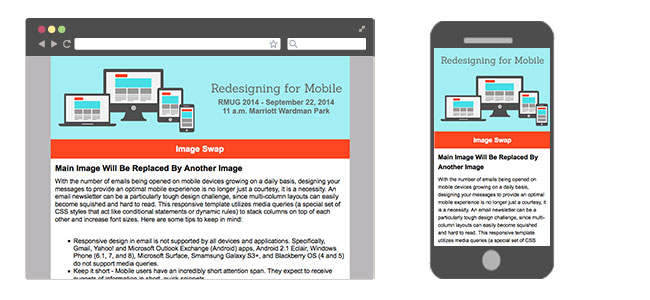 Redesigning for Mobile
RMUG 2014 - September 22, 2014
11 a.m. Marriott Wardman Park
Image Swap
Main Image Will Be Replaced By Another Image
With the number of emails being opened on mobile devices growing on a daily basis, designing your
messages to provide an optimal mobile experience is no longer just a courtesy, it is a necessity. An
email newsletter can be a particularly tough design challenge, since multi-column layouts can easily
become squished and hard to read. This responsive template utilizes media queries (a special set of
CSS styles that act like conditional statements or dynamic rules) to stack columns on top of each
other and increase font sizes. Here are some tips to keep in mind:
Responsive design in email is not supported by all devices and applications. Specifically,
Gmail, Yahoo! and Microsoft Outlook Exchange (Android) apps, Android 2.1 Eclair, Windows
Phone (6.1, 7, and 8), Microsoft Surface, Smamsung Galaxy S3+, and Blackberry OS (4 and 5)
do not support media queries.
Keep it short - Mobile users have an incredibly short attention span. They expect to receive
nuggets of information in short, quick snippets.
Redesigning for Mobile
Image Swap
Main Image Will Be Replaced By
Another Image
With the number of emails being opened on
mobile devices growing on a daily basis,
designing your messages to provide an optimal
mobile experience is no longer just a courtesy, it
is a necessity. An email newsletter can be a
particularly tough design challenge, since multi-
column layouts can easily become squished
and hard to read. This responsive template
utilizes media queries (a special set of CSS